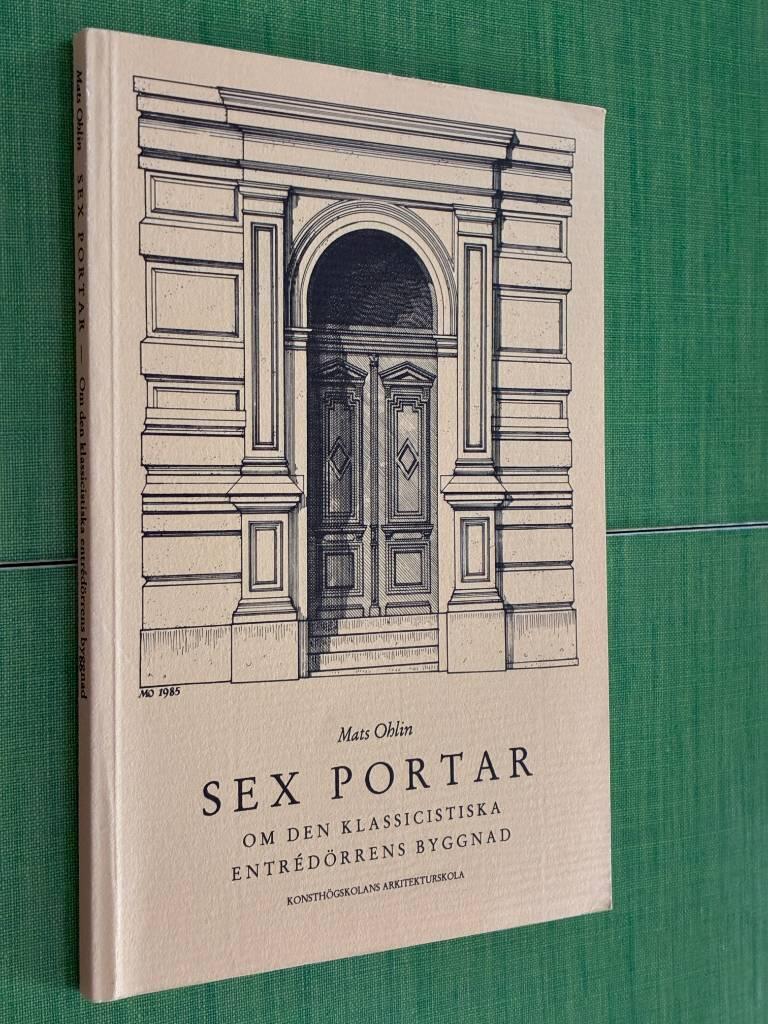 Mats Ohlin SEX PORTAR Om den klassicistiska entrédörrens byggnad
MO 1985
Mats Ohlin
SEX PORTAR
OM DEN KLASSICISTISKA
ENTRÉDÖRRENS BYGGNAD
KONSTHÖGSKOLANS ARKITEKTURSKOLA